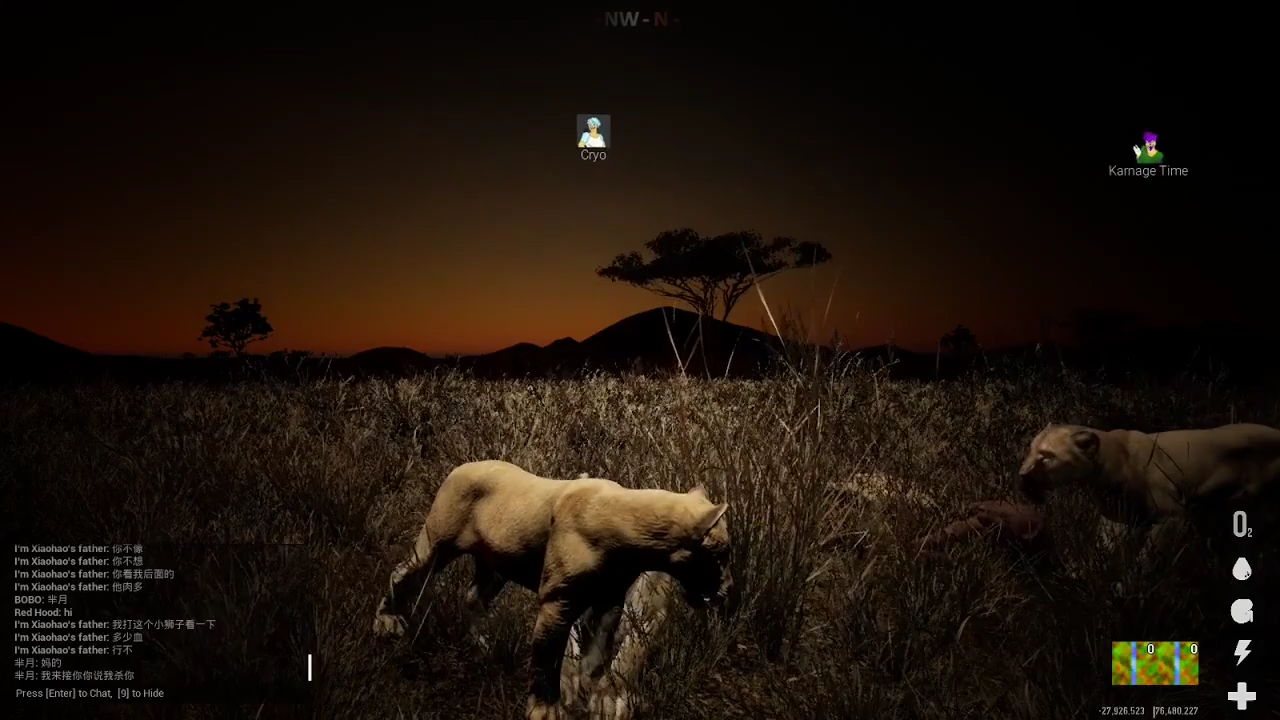 - NW - N -
Cryo
Karnage Time
I'm Xiaohao's father: 你不像
I'm Xiaohao's father: 你不想
I'm Xiaohao's father: 你看我后面的
I'm Xiaohao's father: 他肉多
BOBO: 芈月
Red Hood: hi
I'm Xiaohao's father: 我打这个小狮子看一下
I'm Xiaohao's father: 多少血
I'm Xiaohao's father: 行不
芈月: 妈的
芈月: 我来接你你说我杀你
Press [Enter] to Chat, [9] to Hide
O₂
0 0
-27,926.523 |76,480.227